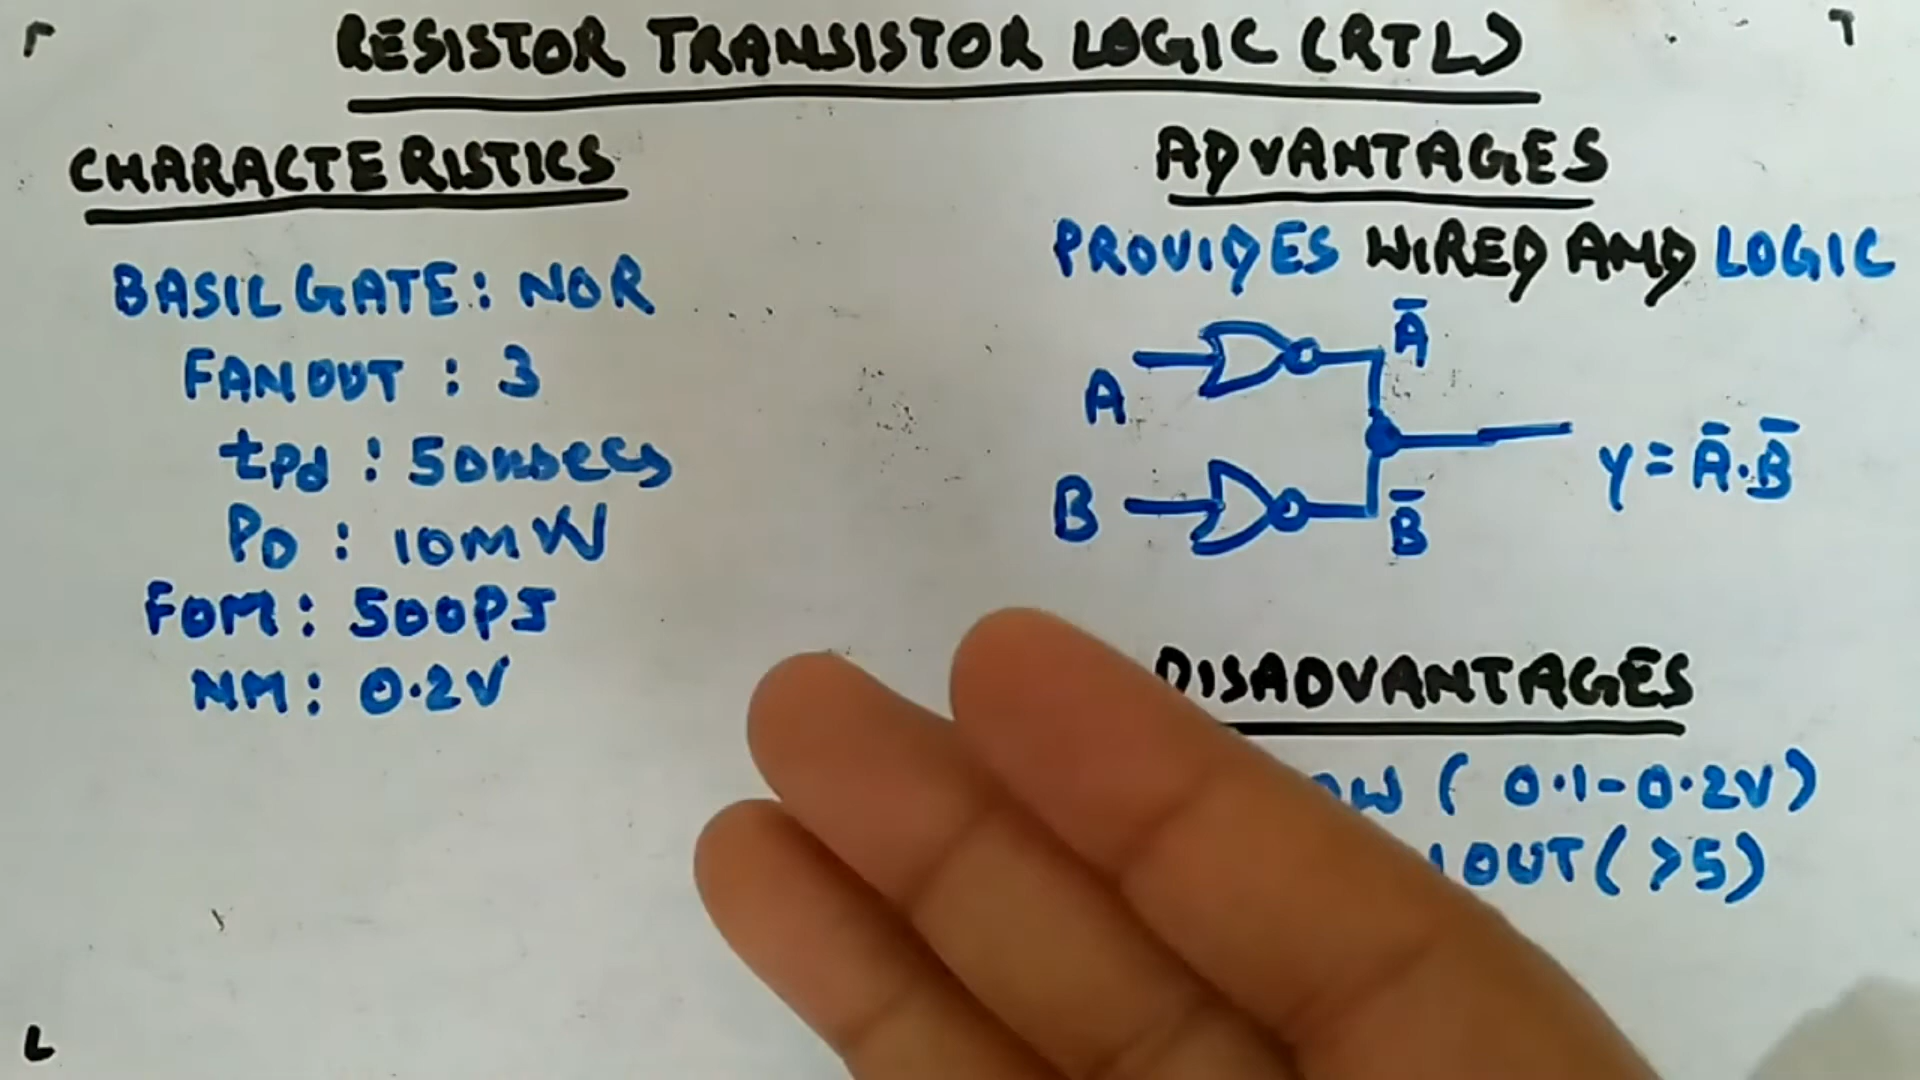 RESISTOR TRANSISTOR LOGIC (RTL)
CHARACTERISTICS
BASIC GATE: NOR
FANOUT : 3
tpd : 50nsecs
PD : 10MW
FOM: 500PJ
NM: 0.2V
ADVANTAGES
PROVIDES WIRED AND LOGIC
A
Ā
B
B̄
Y = Ā.B̄
DISADVANTAGES
(0.1-0.2V)
OUT (>5)